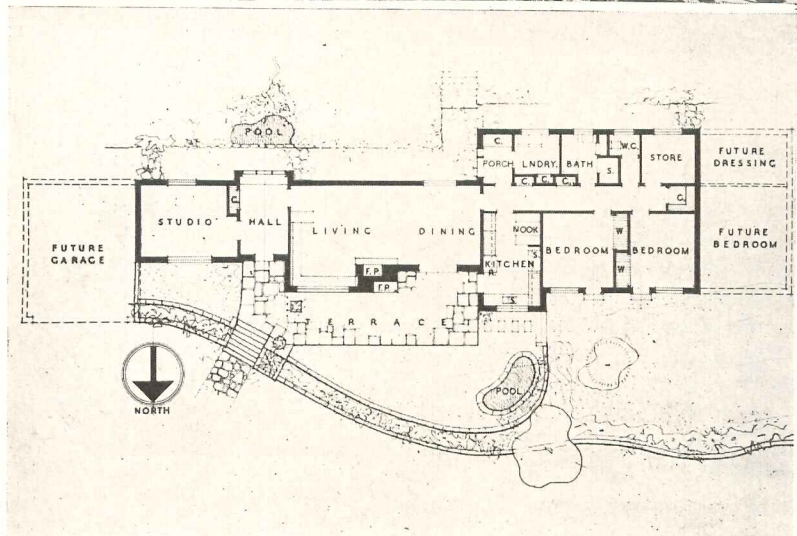 POOL
C.
PORCH
LNDRY.
BATH
W.C.
S.
STORE
FUTURE
DRESSING
C.
C.
C.
C.
C.
STUDIO
HALL
LIVING
DINING
NOOK
S.
KITCHEN
R.
S.
BEDROOM
W
W
BEDROOM
FUTURE
BEDROOM
FUTURE
GARAGE
F.P.
F.P.
TERRACE
POOL
NORTH